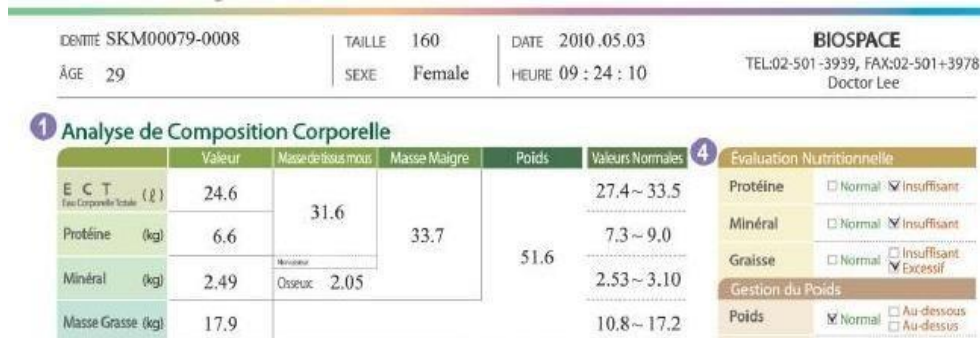 IDENTITÉ SKM00079-0008
TAILLE 160
DATE 2010.05.03
BIOSPACE
TEL:02-501-3939, FAX:02-501+3978
Doctor Lee
ÂGE 29
SEXE Female
HEURE 09 : 24 : 10
1 Analyse de Composition Corporelle
Valeur Masse de tissus mous Masse Maigre Poids Valeurs Normales
E C T (ℓ) 24.6 31.6 33.7 51.6 27.4 ~ 33.5
Eau Corporelle Totale
Protéine (kg) 6.6 7.3 ~ 9.0
Minéral (kg) 2.49 Osseux: 2.05 2.53 ~ 3.10
Masse Grasse (kg) 17.9 10.8 ~ 17.2
4 Évaluation Nutritionnelle
Protéine ☐ Normal ☑ Insuffisant
Minéral ☐ Normal ☑ Insuffisant
Graisse ☐ Normal ☐ Insuffisant
☑ Excessif
Gestion du Poids
Poids ☑ Normal ☐ Au-dessous
☐ Au-dessus